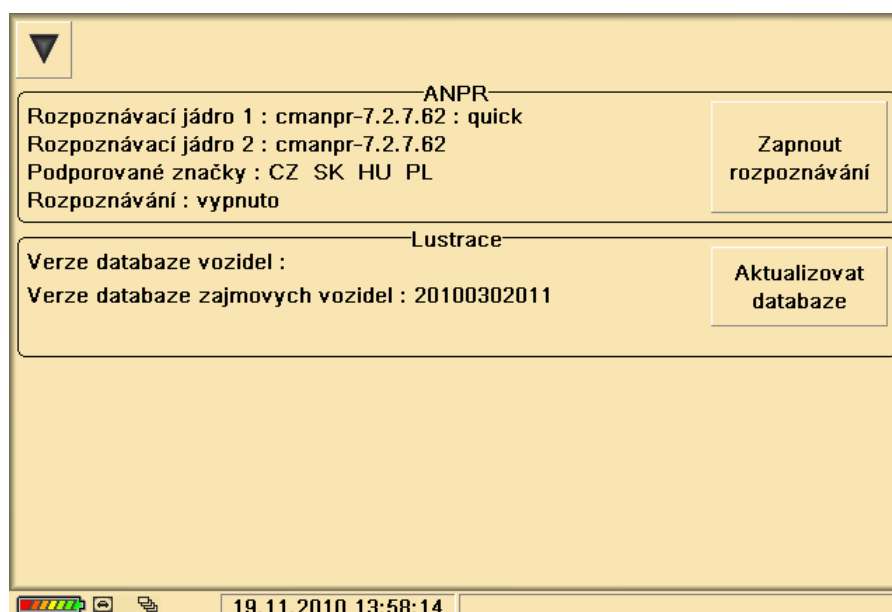 ANPR
Rozpoznávací jádro 1 : cmanpr-7.2.7.62 : quick
Rozpoznávací jádro 2 : cmanpr-7.2.7.62
Podporované značky : CZ SK HU PL
Rozpoznávání : vypnuto
Zapnout
rozpoznávání
Lustrace
Verze databaze vozidel :
Verze databaze zajmovych vozidel : 20100302011
Aktualizovat
databaze
19.11.2010 13:58:14